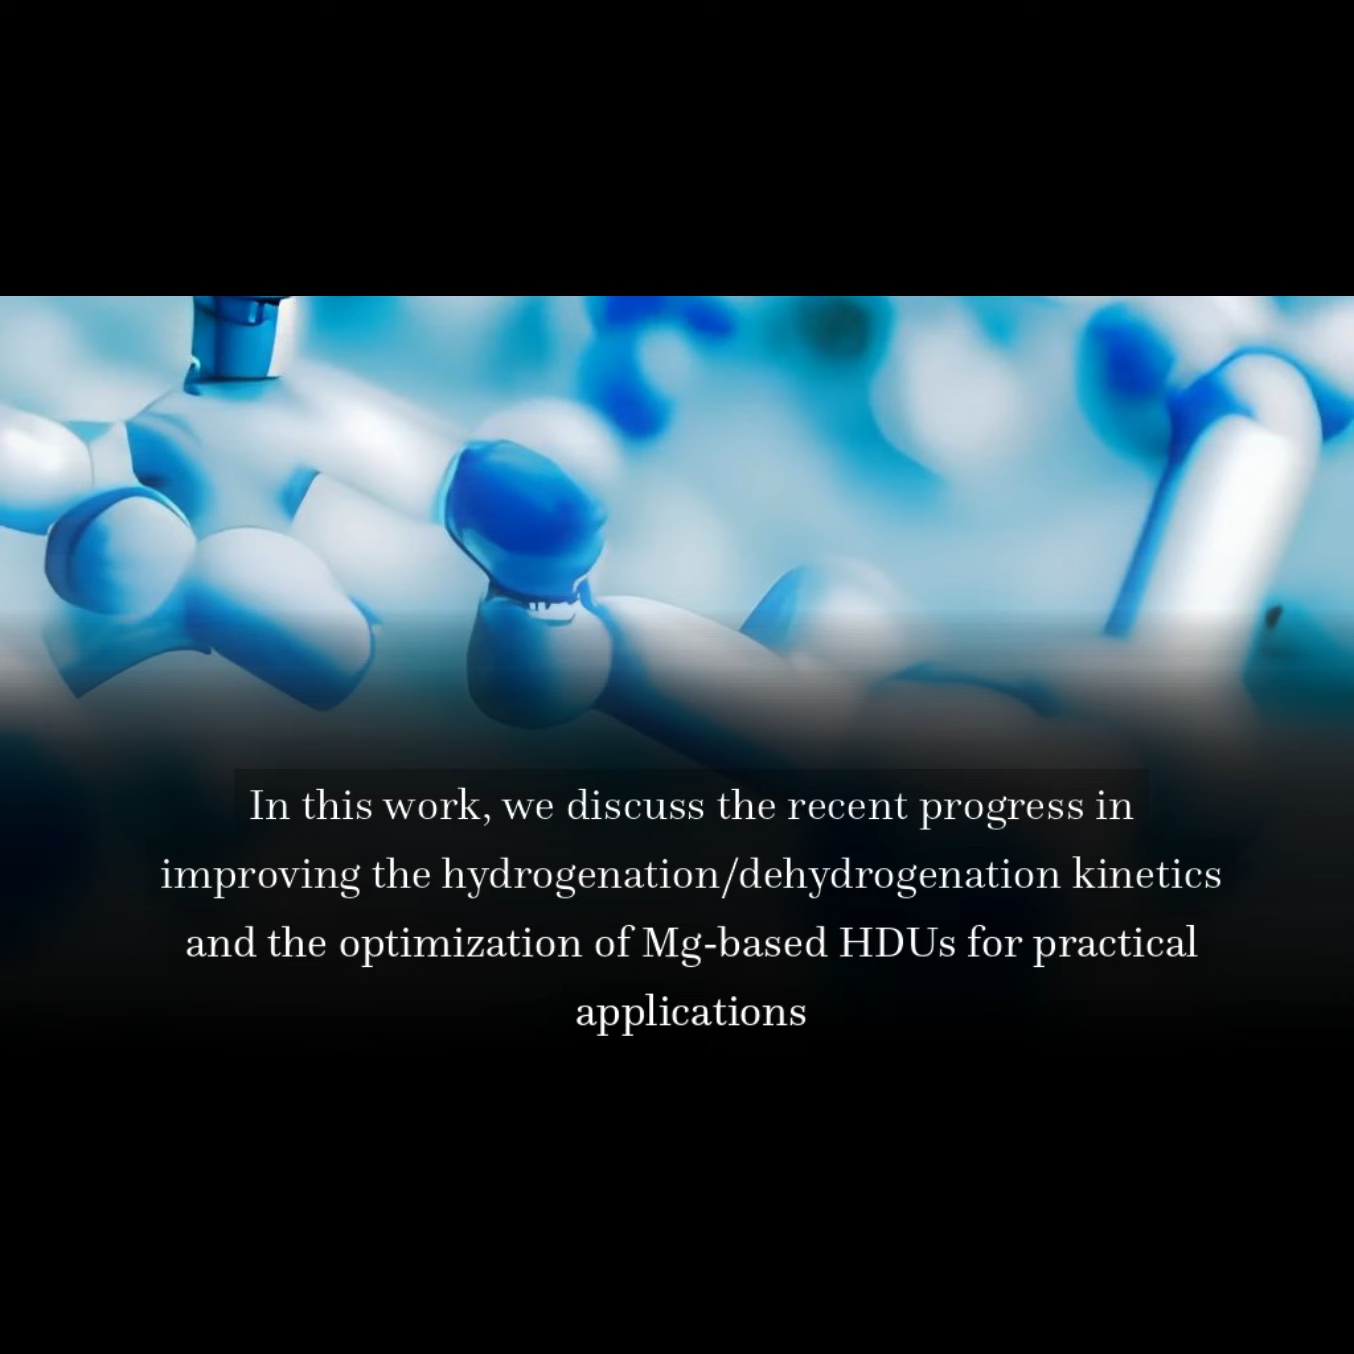 In this work, we discuss the recent progress in
improving the hydrogenation/dehydrogenation kinetics
and the optimization of Mg-based HDUs for practical
applications